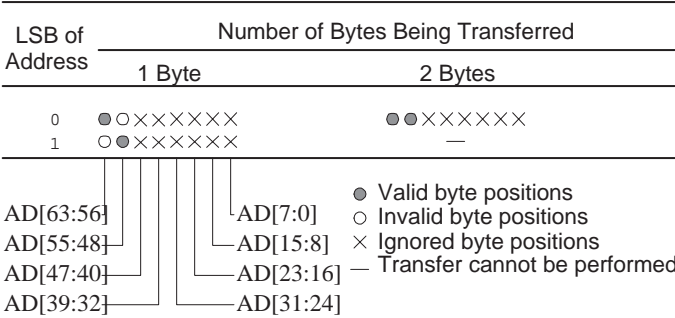 LSB of Address
Number of Bytes Being Transferred
1 Byte
2 Bytes
0 ● ○ × × × × × × ● ● × × × × × ×
1 ○ ● × × × × × × —
AD[63:56]
AD[55:48]
AD[47:40]
AD[39:32]
AD[7:0]
AD[15:8]
AD[23:16]
AD[31:24]
● Valid byte positions
○ Invalid byte positions
× Ignored byte positions
— Transfer cannot be performed